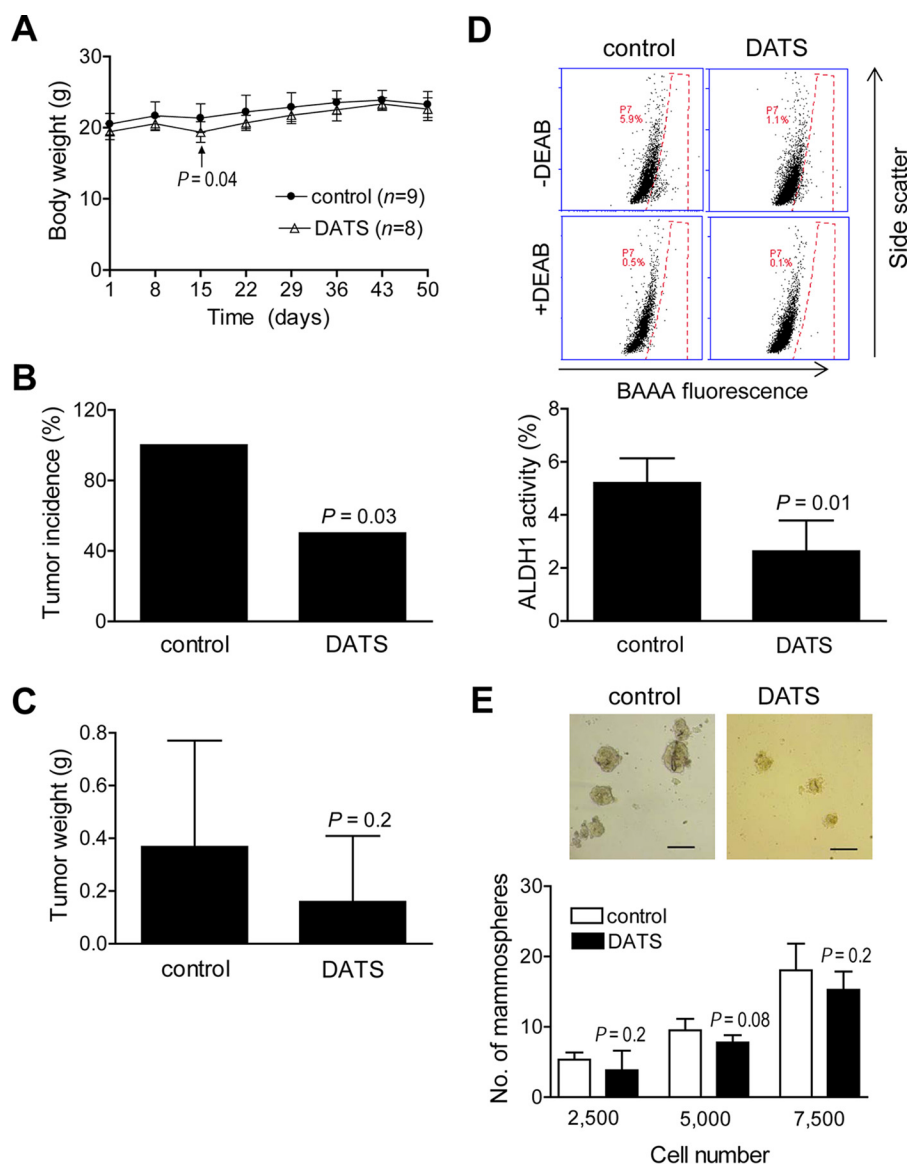 A
Body weight (g)
30
20
10
0
P = 0.04
control (n=9)
DATS (n=8)
1 8 15 22 29 36 43 50
Time (days)
B
Tumor incidence (%)
120
80
40
0
P = 0.03
control DATS
C
Tumor weight (g)
0.8
0.6
0.4
0.2
0.0
P = 0.2
control DATS
D
control DATS
-DEAB
P7
5.9%
P7
1.1%
+DEAB
P7
0.5%
P7
0.1%
Side scatter
BAAA fluorescence
ALDH1 activity (%)
8
6
4
2
0
P = 0.01
control DATS
E
control DATS
No. of mammospheres
30
20
10
0
control
DATS
P = 0.2
P = 0.08
P = 0.2
2,500 5,000 7,500
Cell number